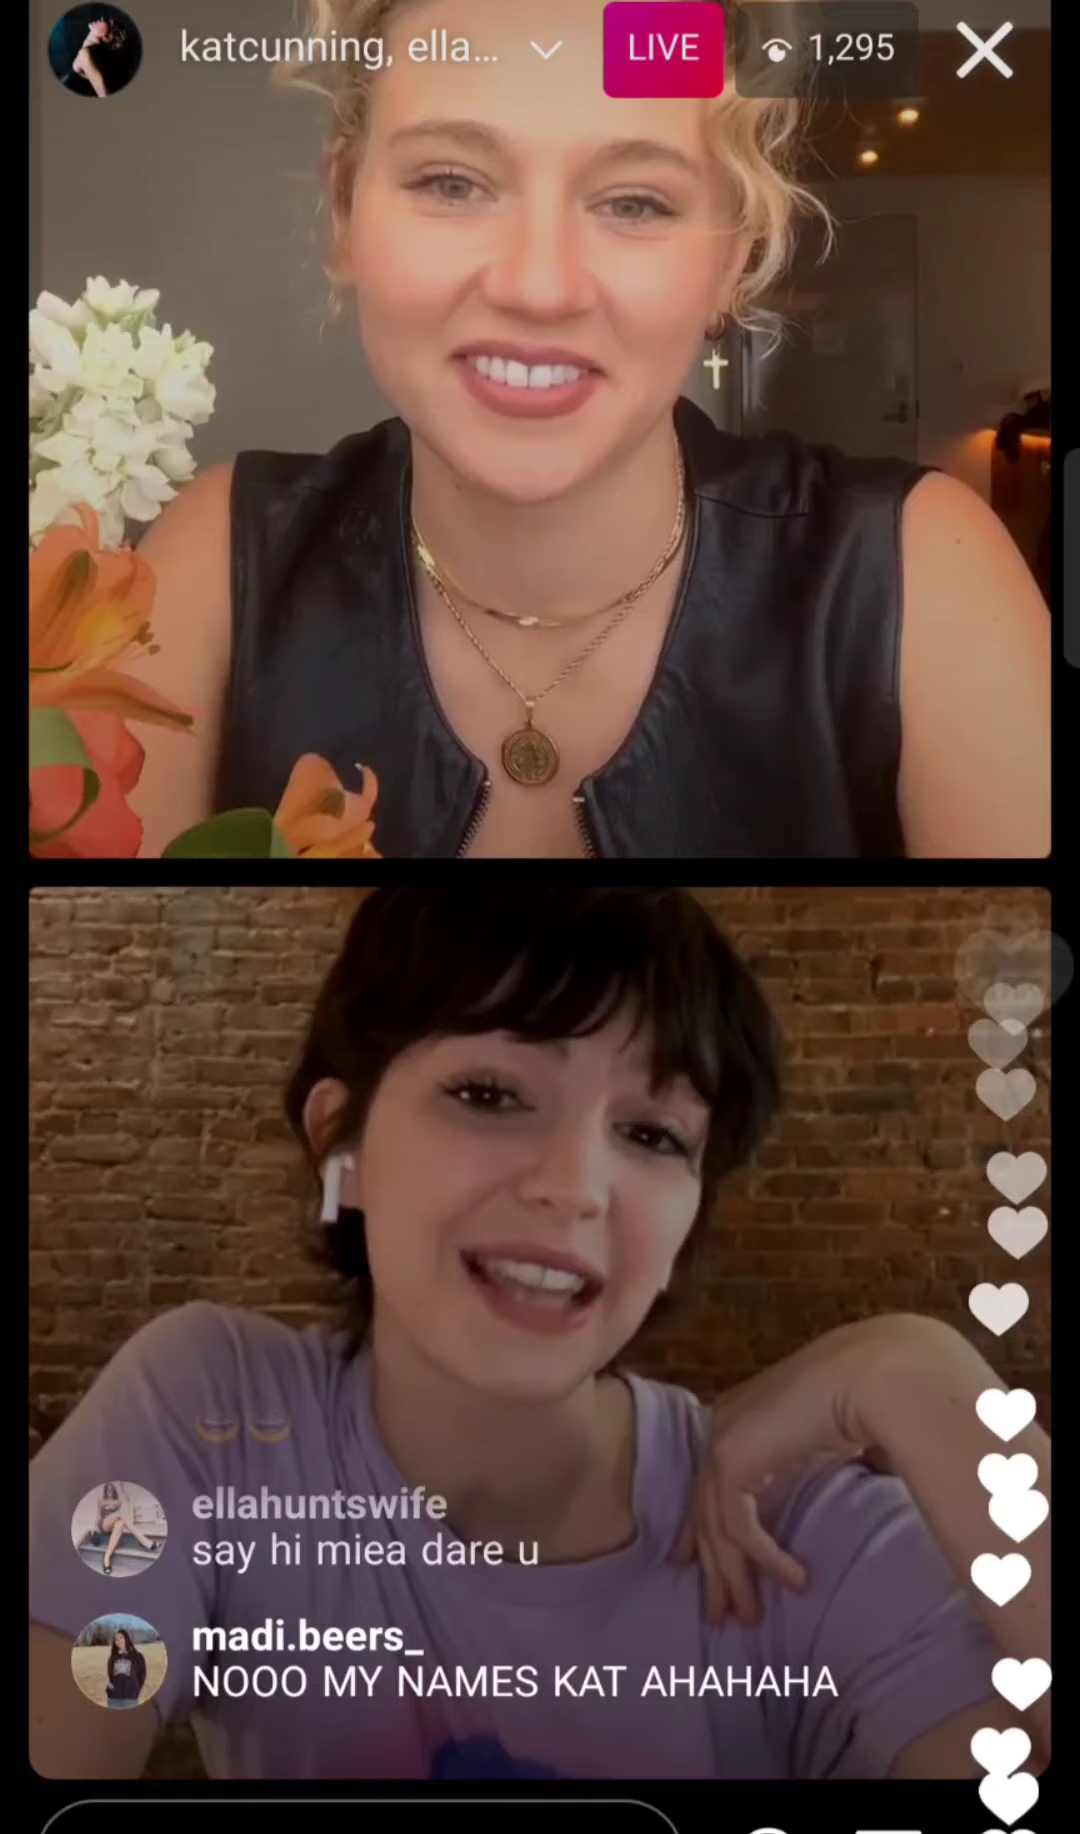 katcunning, ella...
LIVE
1,295
ellahuntswife
say hi miea dare u
madi.beers_
NOOO MY NAMES KAT AHAHAHA